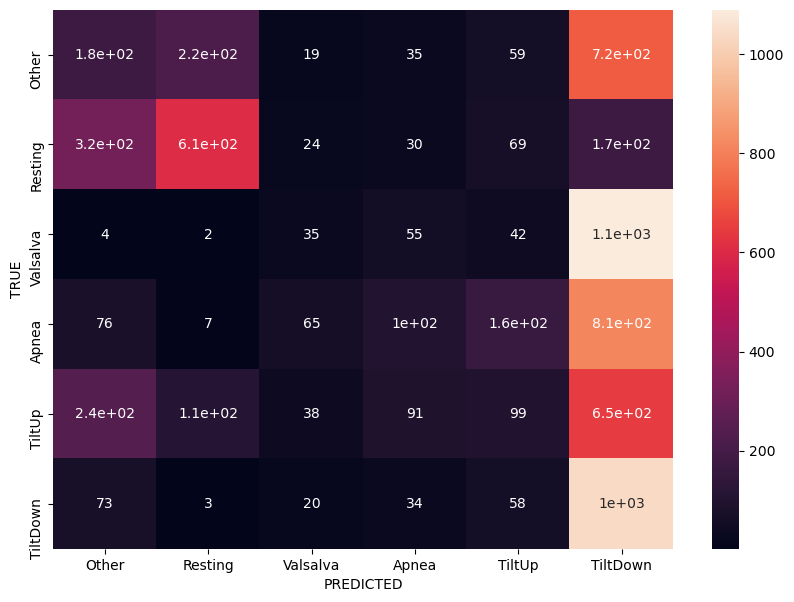 Other 1.8e+02 2.2e+02 19 35 59 7.2e+02
Resting 3.2e+02 6.1e+02 24 30 69 1.7e+02
Valsalva 4 2 35 55 42 1.1e+03
Apnea 76 7 65 1e+02 1.6e+02 8.1e+02
TiltUp 2.4e+02 1.1e+02 38 91 99 6.5e+02
TiltDown 73 3 20 34 58 1e+03
TRUE
Other Resting Valsalva Apnea TiltUp TiltDown
PREDICTED
1000
800
600
400
200